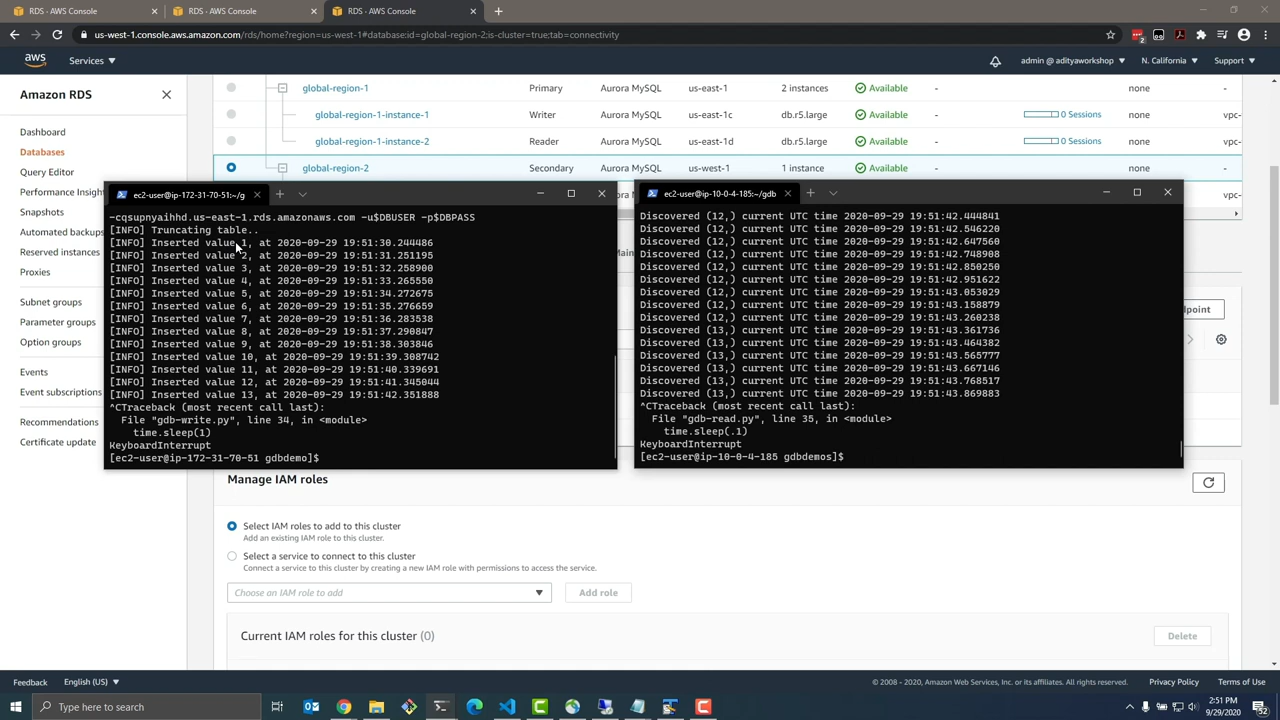 RDS · AWS Console
RDS · AWS Console
RDS · AWS Console
us-west-1.console.aws.amazon.com/rds/home?region=us-west-1#database:id=global-region-2;is-cluster=true;tab=connectivity
aws
Services
admin @ adityaworkshop
N. California
Support
Amazon RDS
Dashboard
Databases
Query Editor
Performance Insigh
Snapshots
Automated backups
Reserved instances
Proxies
Subnet groups
Parameter groups
Option groups
Events
Event subscriptions
Recommendations
Certificate update
global-region-1 Primary Aurora MySQL us-east-1 2 instances Available - none -
global-region-1-instance-1 Writer Aurora MySQL us-east-1c db.r5.large Available 0 Sessions none vpc-
global-region-1-instance-2 Reader Aurora MySQL us-east-1d db.r5.large Available 0 Sessions none vpc-
global-region-2 Secondary Aurora MySQL us-west-1 1 instance Available - none -
vpc-
ec2-user@ip-172-31-70-51:~/g
-cqsupnyaihhd.us-east-1.rds.amazonaws.com -u$DBUSER -p$DBPASS
[INFO] Truncating table..
[INFO] Inserted value 1, at 2020-09-29 19:51:30.244486
[INFO] Inserted value 2, at 2020-09-29 19:51:31.251195
[INFO] Inserted value 3, at 2020-09-29 19:51:32.258900
[INFO] Inserted value 4, at 2020-09-29 19:51:33.265550
[INFO] Inserted value 5, at 2020-09-29 19:51:34.272675
[INFO] Inserted value 6, at 2020-09-29 19:51:35.276659
[INFO] Inserted value 7, at 2020-09-29 19:51:36.283538
[INFO] Inserted value 8, at 2020-09-29 19:51:37.290847
[INFO] Inserted value 9, at 2020-09-29 19:51:38.303846
[INFO] Inserted value 10, at 2020-09-29 19:51:39.308742
[INFO] Inserted value 11, at 2020-09-29 19:51:40.339691
[INFO] Inserted value 12, at 2020-09-29 19:51:41.345044
[INFO] Inserted value 13, at 2020-09-29 19:51:42.351888
^CTraceback (most recent call last):
File "gdb-write.py", line 34, in <module>
time.sleep(1)
KeyboardInterrupt
[ec2-user@ip-172-31-70-51 gdbdemo]$
ec2-user@ip-10-0-4-185:~/gdb
Discovered (12,) current UTC time 2020-09-29 19:51:42.444841
Discovered (12,) current UTC time 2020-09-29 19:51:42.546220
Discovered (12,) current UTC time 2020-09-29 19:51:42.647560
Discovered (12,) current UTC time 2020-09-29 19:51:42.748908
Discovered (12,) current UTC time 2020-09-29 19:51:42.850250
Discovered (12,) current UTC time 2020-09-29 19:51:42.951622
Discovered (12,) current UTC time 2020-09-29 19:51:43.053029
Discovered (12,) current UTC time 2020-09-29 19:51:43.158879
Discovered (12,) current UTC time 2020-09-29 19:51:43.260238
Discovered (13,) current UTC time 2020-09-29 19:51:43.361736
Discovered (13,) current UTC time 2020-09-29 19:51:43.464382
Discovered (13,) current UTC time 2020-09-29 19:51:43.565777
Discovered (13,) current UTC time 2020-09-29 19:51:43.667146
Discovered (13,) current UTC time 2020-09-29 19:51:43.768517
Discovered (13,) current UTC time 2020-09-29 19:51:43.869883
^CTraceback (most recent call last):
File "gdb-read.py", line 35, in <module>
time.sleep(.1)
KeyboardInterrupt
[ec2-user@ip-10-0-4-185 gdbdemos]$
Main
point
Manage IAM roles
Select IAM roles to add to this cluster
Add an existing IAM role to this cluster.
Select a service to connect to this cluster
Connect a service to this cluster by creating a new IAM role with permissions to access the service.
Choose an IAM role to add
Add role
Current IAM roles for this cluster (0)
Delete
Feedback
English (US)
© 2008 - 2020, Amazon Web Services, Inc. or its affiliates. All rights reserved.
Privacy Policy
Terms of Use
Type here to search
2:51 PM
9/29/2020